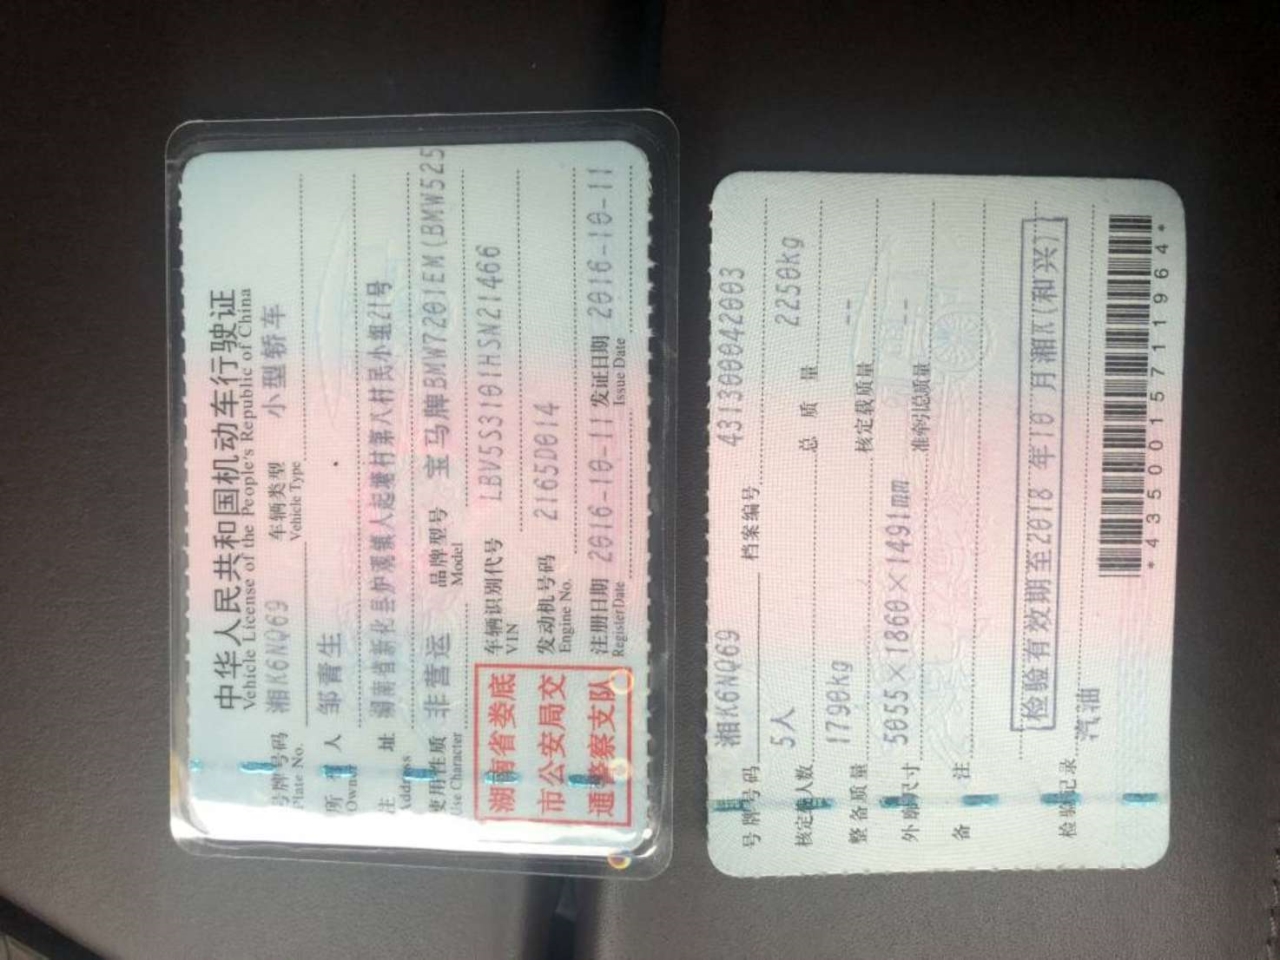 中华人民共和国机动车行驶证
Vehicle License of the People's Republic of China
号牌号码 湘K6NQ69 车辆类型 小型轿车
Plate No. Vehicle Type
所有人 邹青生
Owner
住址 湖南省新化县炉观镇人起塘村第八村民小组21号
Address
使用性质 非营运 品牌型号 宝马牌BMW7201EM(BMW525
Use Character Model
湖南省娄底
市公安局交
通警察支队
车辆识别代号 LBV5S3101HSN21466
VIN
发动机号码 2165D014
Engine No.
注册日期 2016-10-11 发证日期 2016-10-11
Register Date Issue Date
号牌号码 湘K6NQ69 档案编号 431300042003
核定载人数 5人 总质量 2250kg
整备质量 1790kg 核定载质量 --
外廓尺寸 5055×1860×1491mm 准牵引总质量 --
备注
检验有效期至2018年10月湘K(和兴)
检验记录 汽油
*4350015711964*